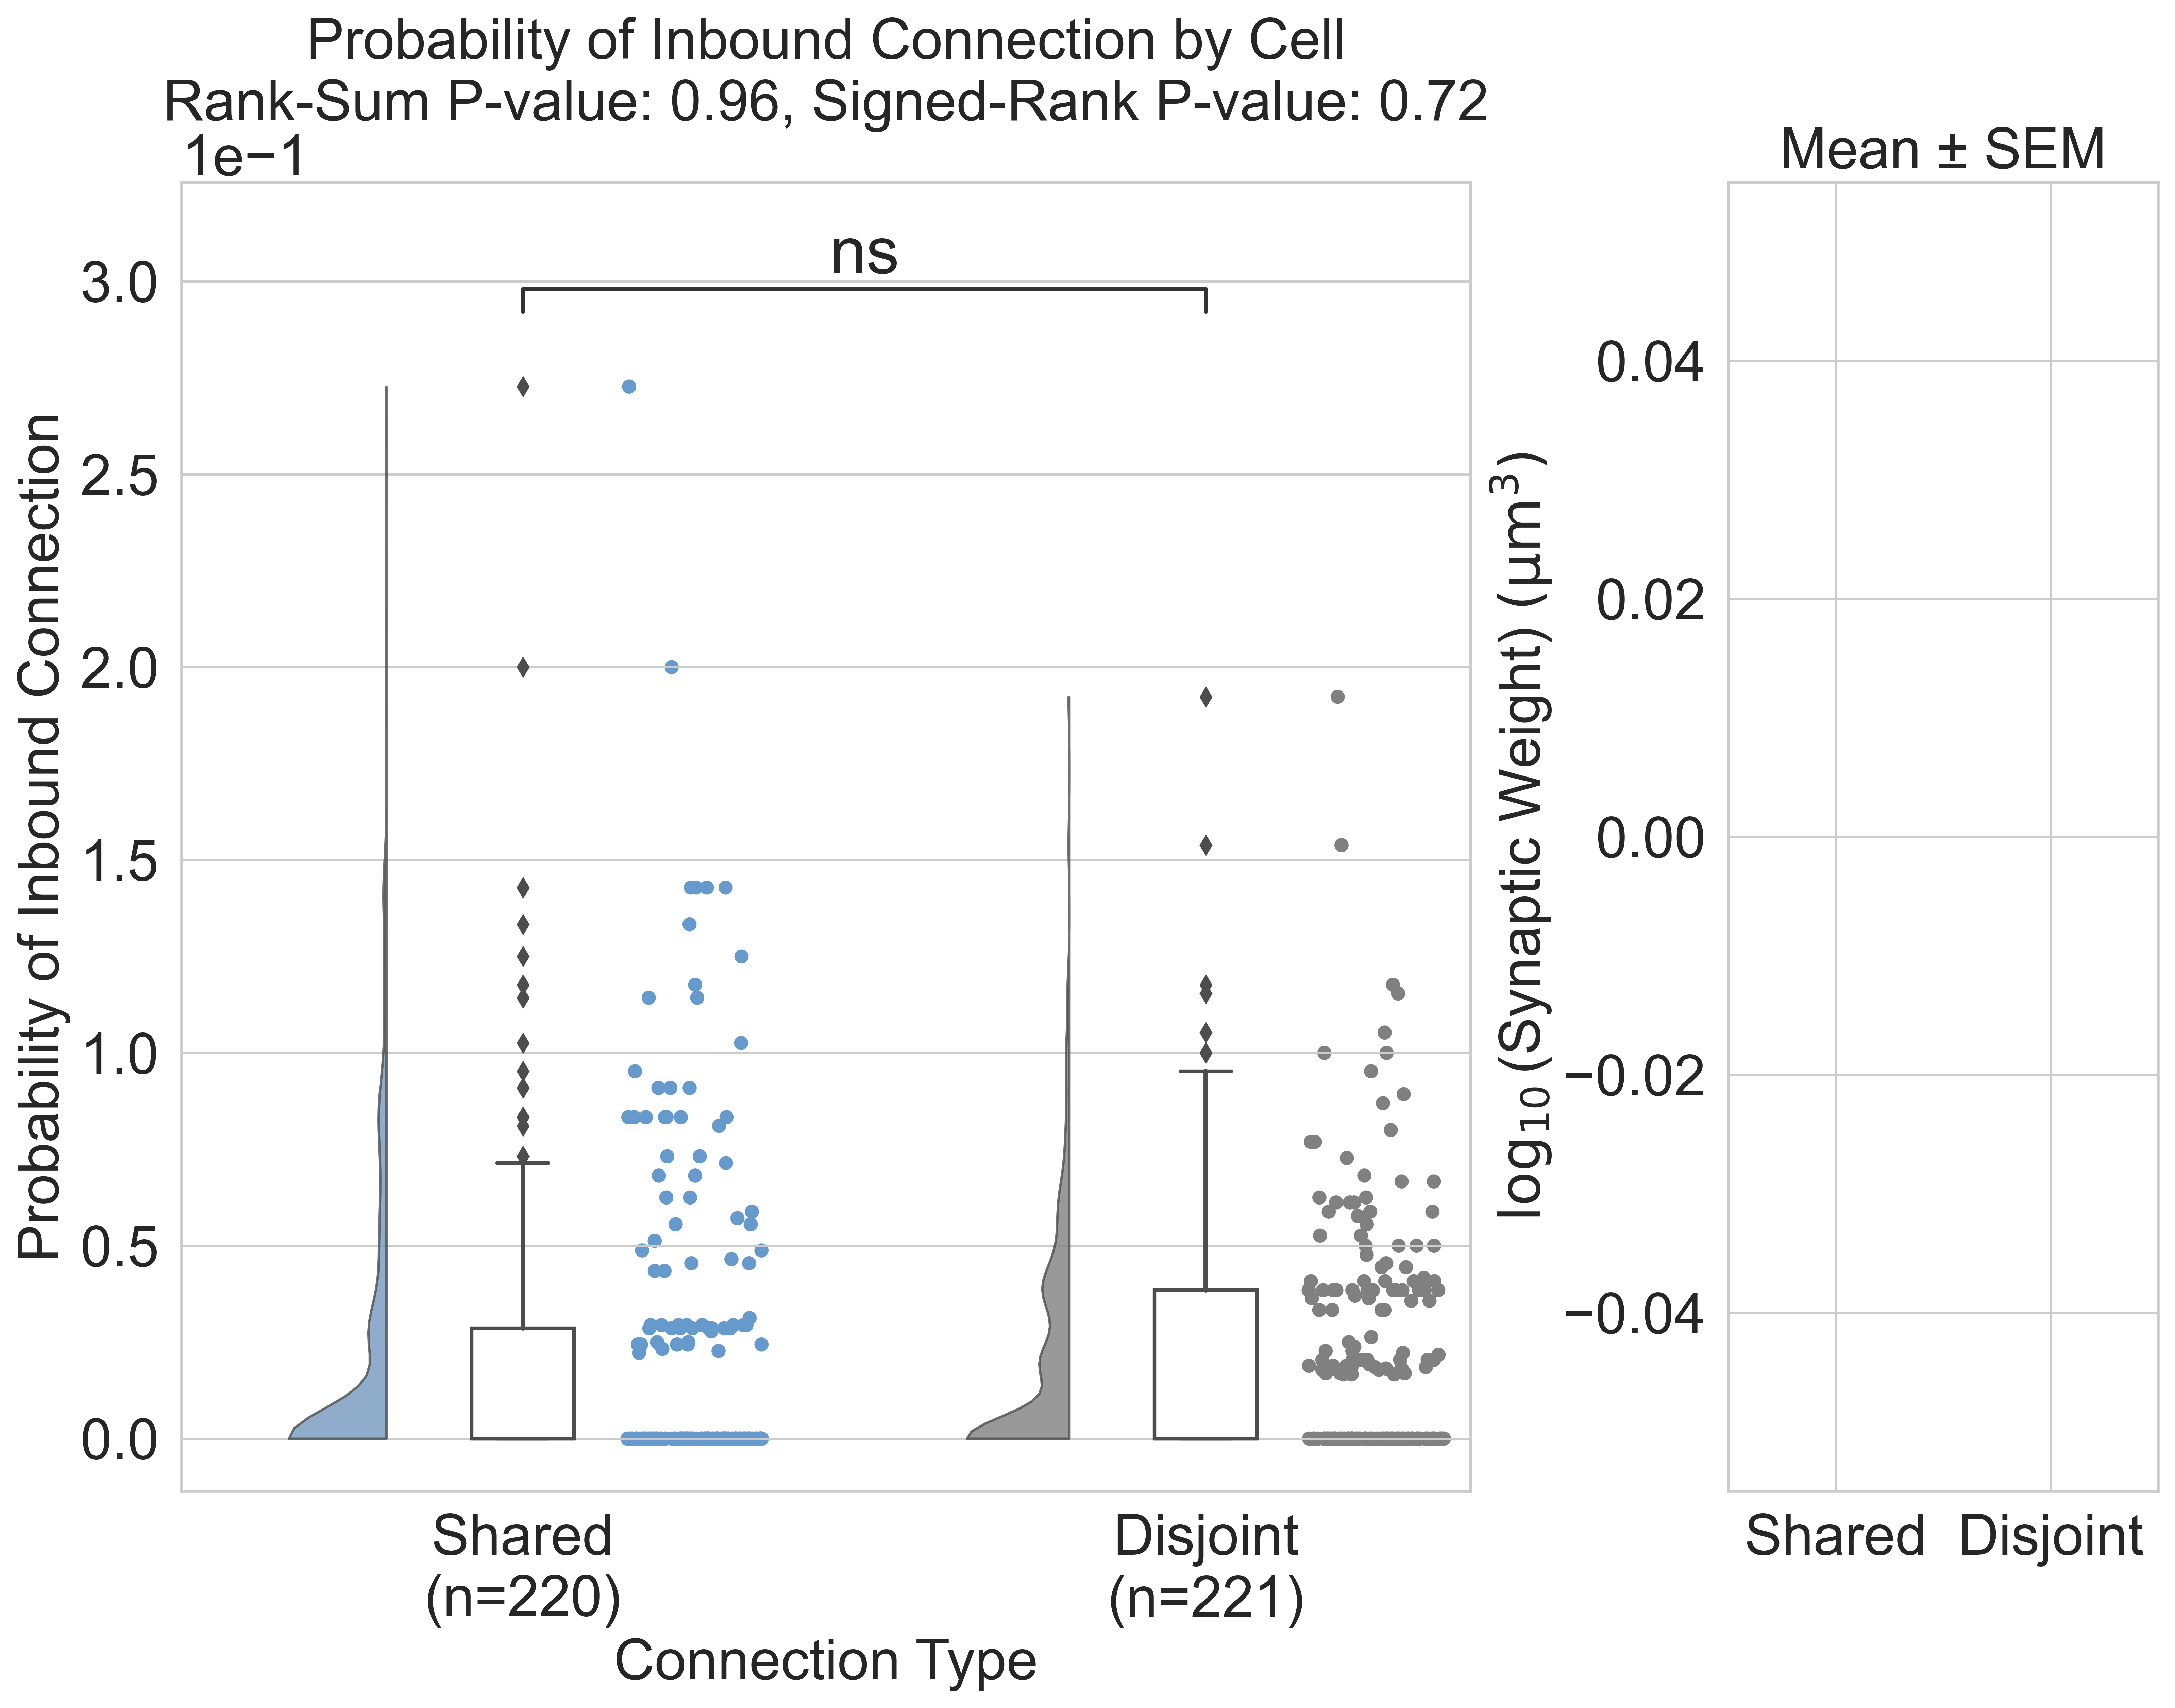 Probability of Inbound Connection by Cell
Rank-Sum P-value: 0.96, Signed-Rank P-value: 0.72
1e−1
Mean ± SEM
ns
3.0
2.5
2.0
1.5
1.0
0.5
0.0
Probability of Inbound Connection
Shared
(n=220)
Disjoint
(n=221)
Connection Type
log₁₀(Synaptic Weight) (μm³)
0.04
0.02
0.00
−0.02
−0.04
Shared
Disjoint